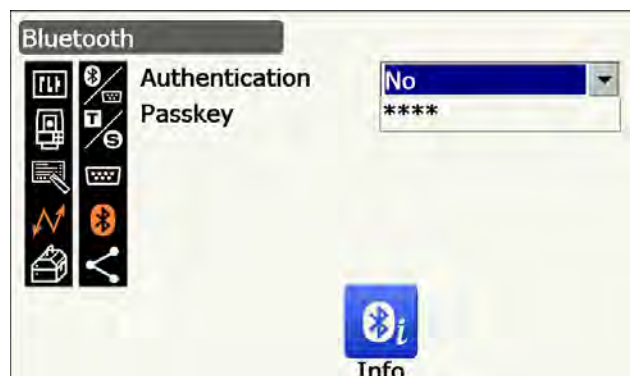 Bluetooth
Authentication No
Passkey ****
T/S
Info